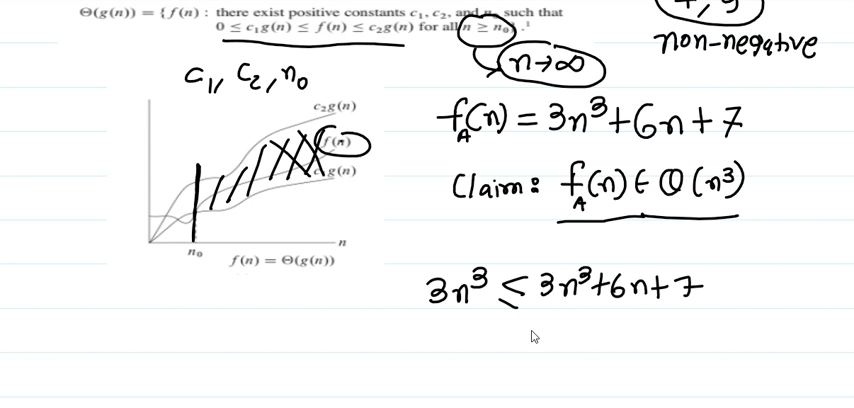 Θ(g(n)) = { f(n) : there exist positive constants c₁, c₂, and n₀ such that
0 ≤ c₁g(n) ≤ f(n) ≤ c₂g(n) for all n ≥ n₀} .¹
non-negative
n→∞
C₁, C₂, n₀
c₂g(n)
f(n)
g(n)
n
n₀
f(n) = Θ(g(n))
f_A(n) = 3n³+6n+7
Claim: f_A(n) ∈ Θ(n³)
3n³ ≤ 3n³+6n+7